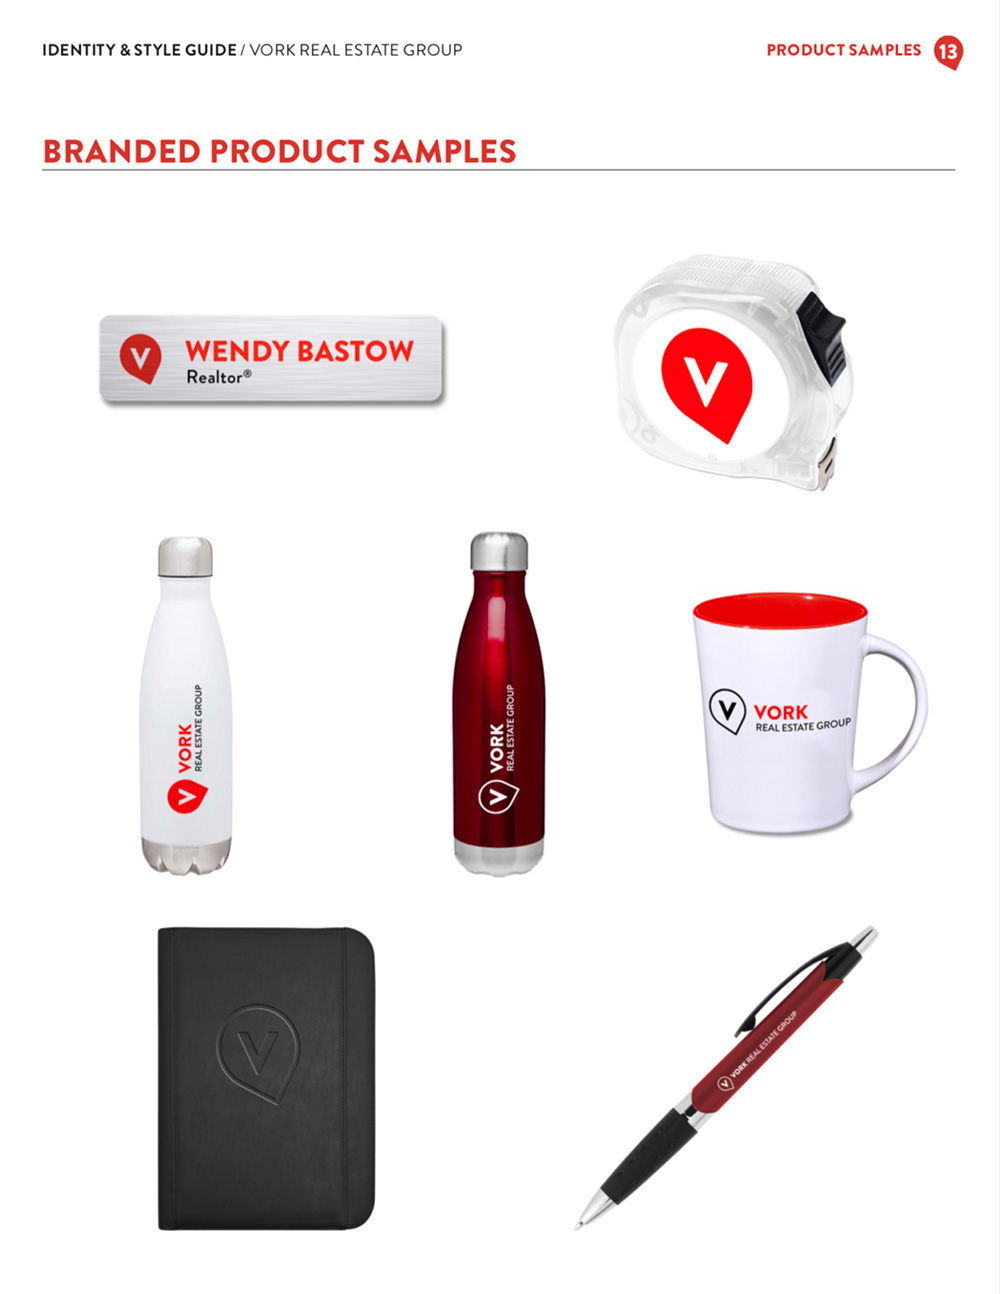 IDENTITY & STYLE GUIDE / VORK REAL ESTATE GROUP
PRODUCT SAMPLES 13
BRANDED PRODUCT SAMPLES
V
WENDY BASTOW
Realtor®
V
V
VORK
REAL ESTATE GROUP
V
VORK
REAL ESTATE GROUP
V
VORK
REAL ESTATE GROUP
V
V VORK REAL ESTATE GROUP